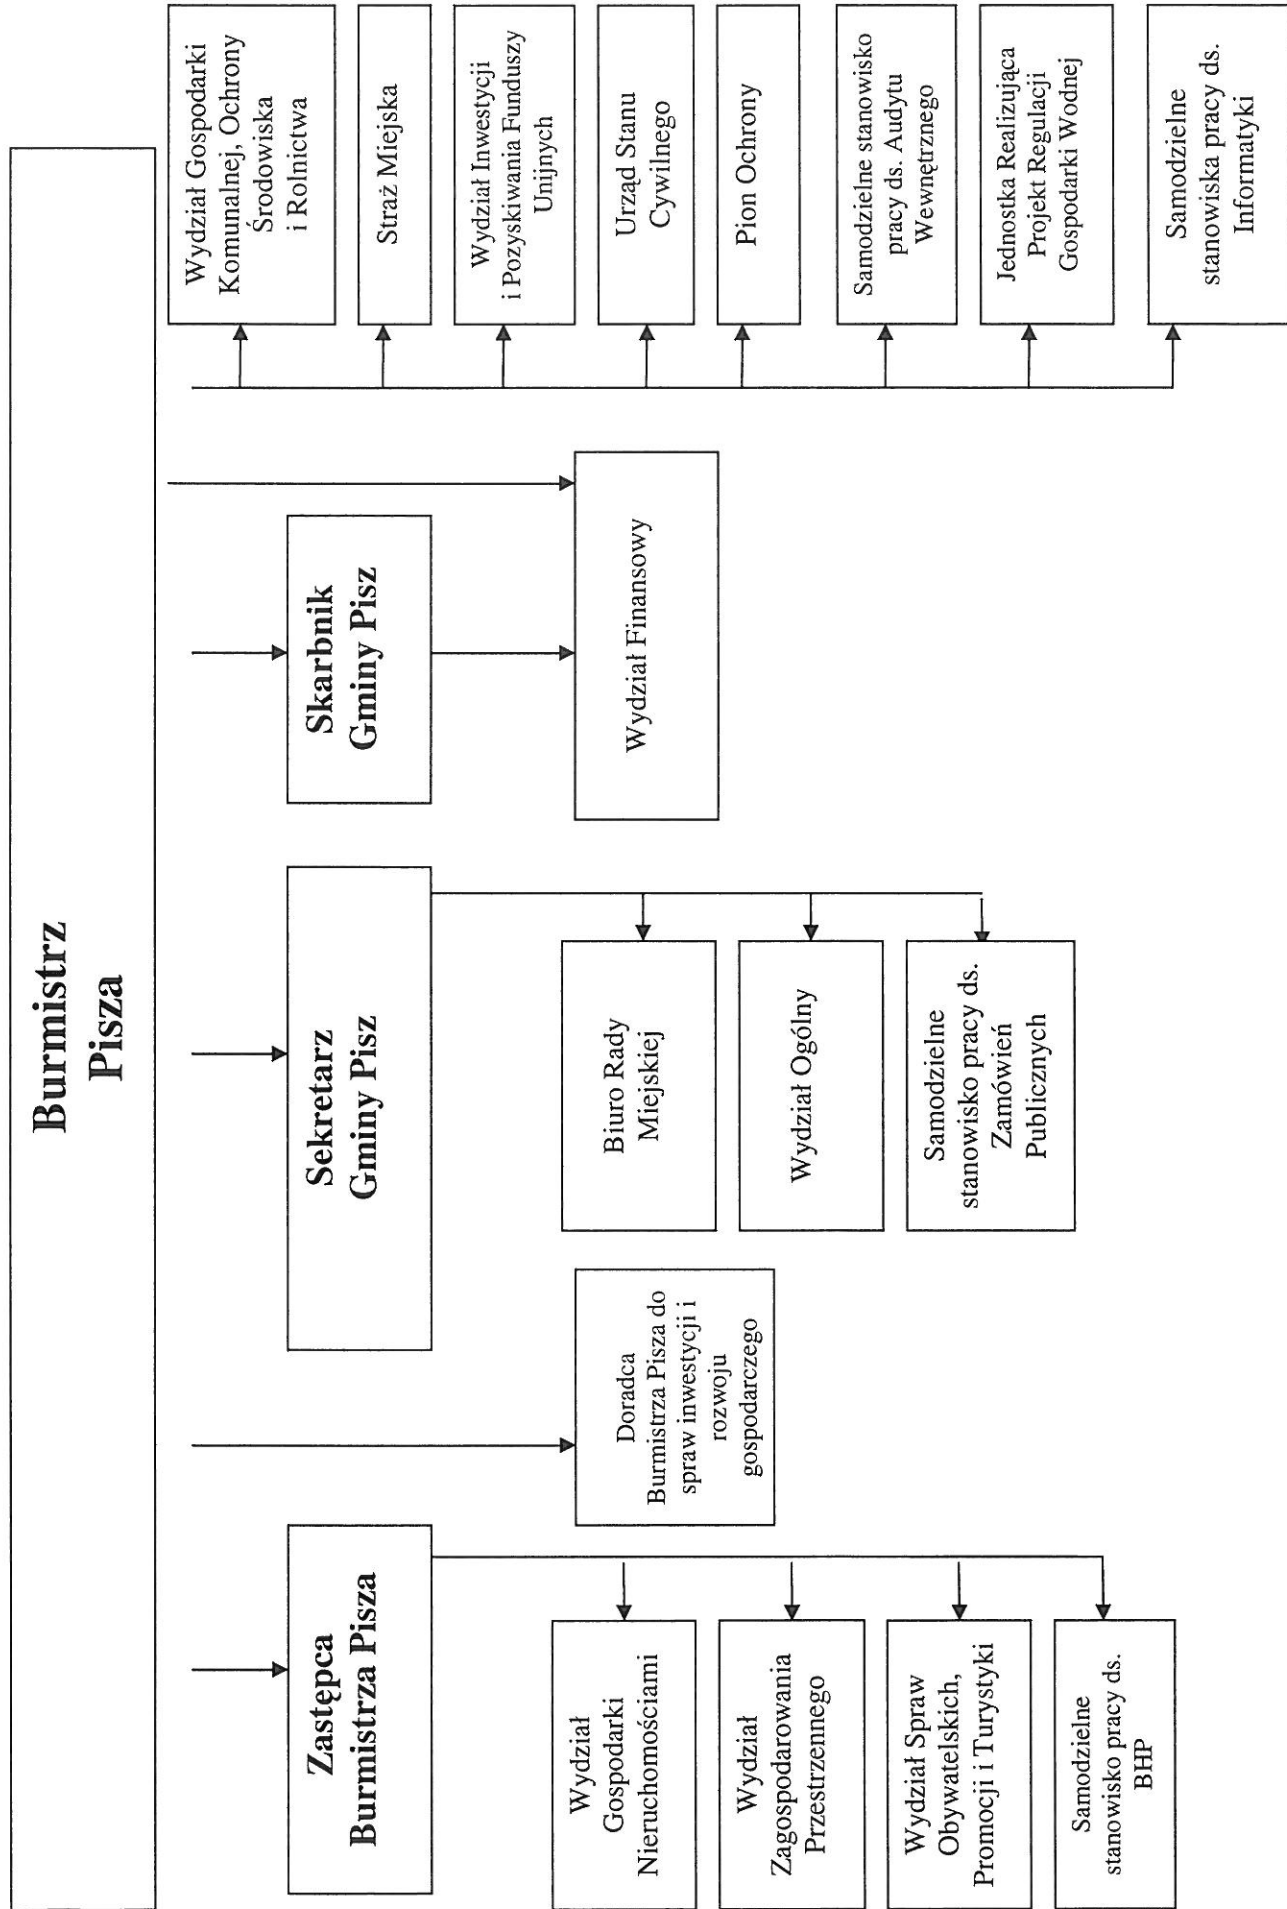 Burmistrz
Pisza
Zastępca
Burmistrza Pisza
Wydział
Gospodarki
Nieruchomościami
Wydział
Zagospodarowania
Przestrzennego
Wydział Spraw
Obywatelskich,
Promocji i Turystyki
Samodzielne
stanowisko pracy ds.
BHP
Doradca
Burmistrza Pisza do
spraw inwestycji i
rozwoju
gospodarczego
Sekretarz
Gminy Pisz
Biuro Rady
Miejskiej
Wydział Ogólny
Samodzielne
stanowisko pracy ds.
Zamówień
Publicznych
Skarbnik
Gminy Pisz
Wydział Finansowy
Wydział Gospodarki
Komunalnej, Ochrony
Środowiska
i Rolnictwa
Straż Miejska
Wydział Inwestycji
i Pozyskiwania Funduszy
Unijnych
Urząd Stanu
Cywilnego
Pion Ochrony
Samodzielne stanowisko
pracy ds. Audytu
Wewnętrznego
Jednostka Realizująca
Projekt Regulacji
Gospodarki Wodnej
Samodzielne
stanowiska pracy ds.
Informatyki